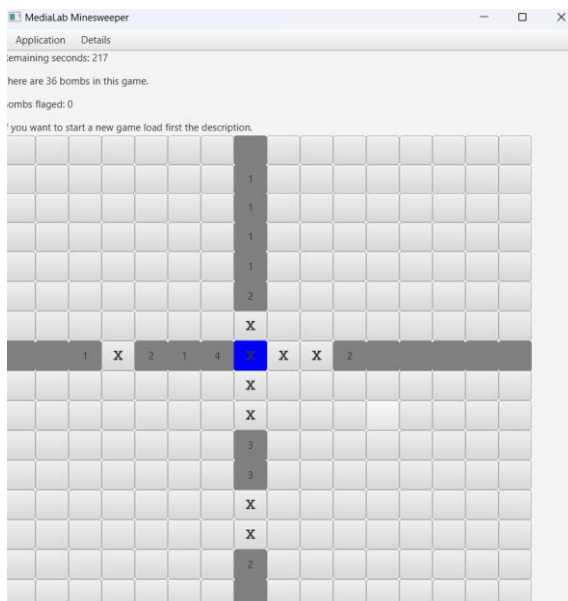 MediaLab Minesweeper
Application Details
emaining seconds: 217
here are 36 bombs in this game.
ombs flaged: 0
f you want to start a new game load first the description.
1
1
1
1
2
X
1 X 2 1 4 X X X 2
X
X
3
3
X
X
2